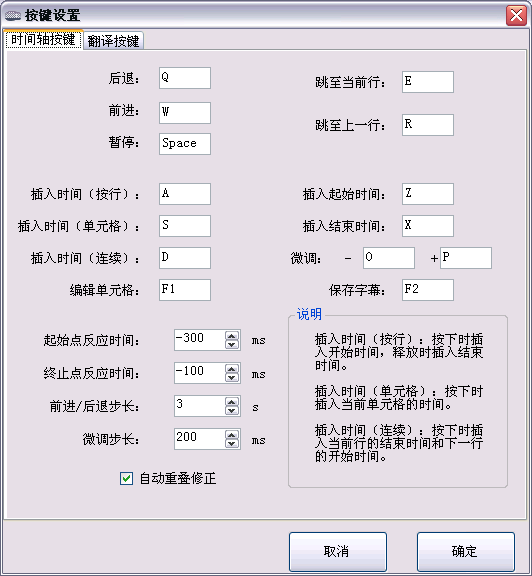 按键设置
时间轴按键 翻译按键
后退： Q
跳至当前行： E
前进： W
跳至上一行： R
暂停： Space
插入时间（按行）： A
插入起始时间： Z
插入时间（单元格）： S
插入结束时间： X
插入时间（连续）： D
微调： - O + P
编辑单元格： F1
保存字幕： F2
起始点反应时间： -300 ms
终止点反应时间： -100 ms
前进/后退步长： 3 s
微调步长： 200 ms
自动重叠修正
说明
插入时间（按行）：按下时插
入开始时间，释放时插入结束
时间。
插入时间（单元格）：按下时
插入当前单元格的时间。
插入时间（连续）：按下时插
入当前行的结束时间和下一行
的开始时间。
取消 确定